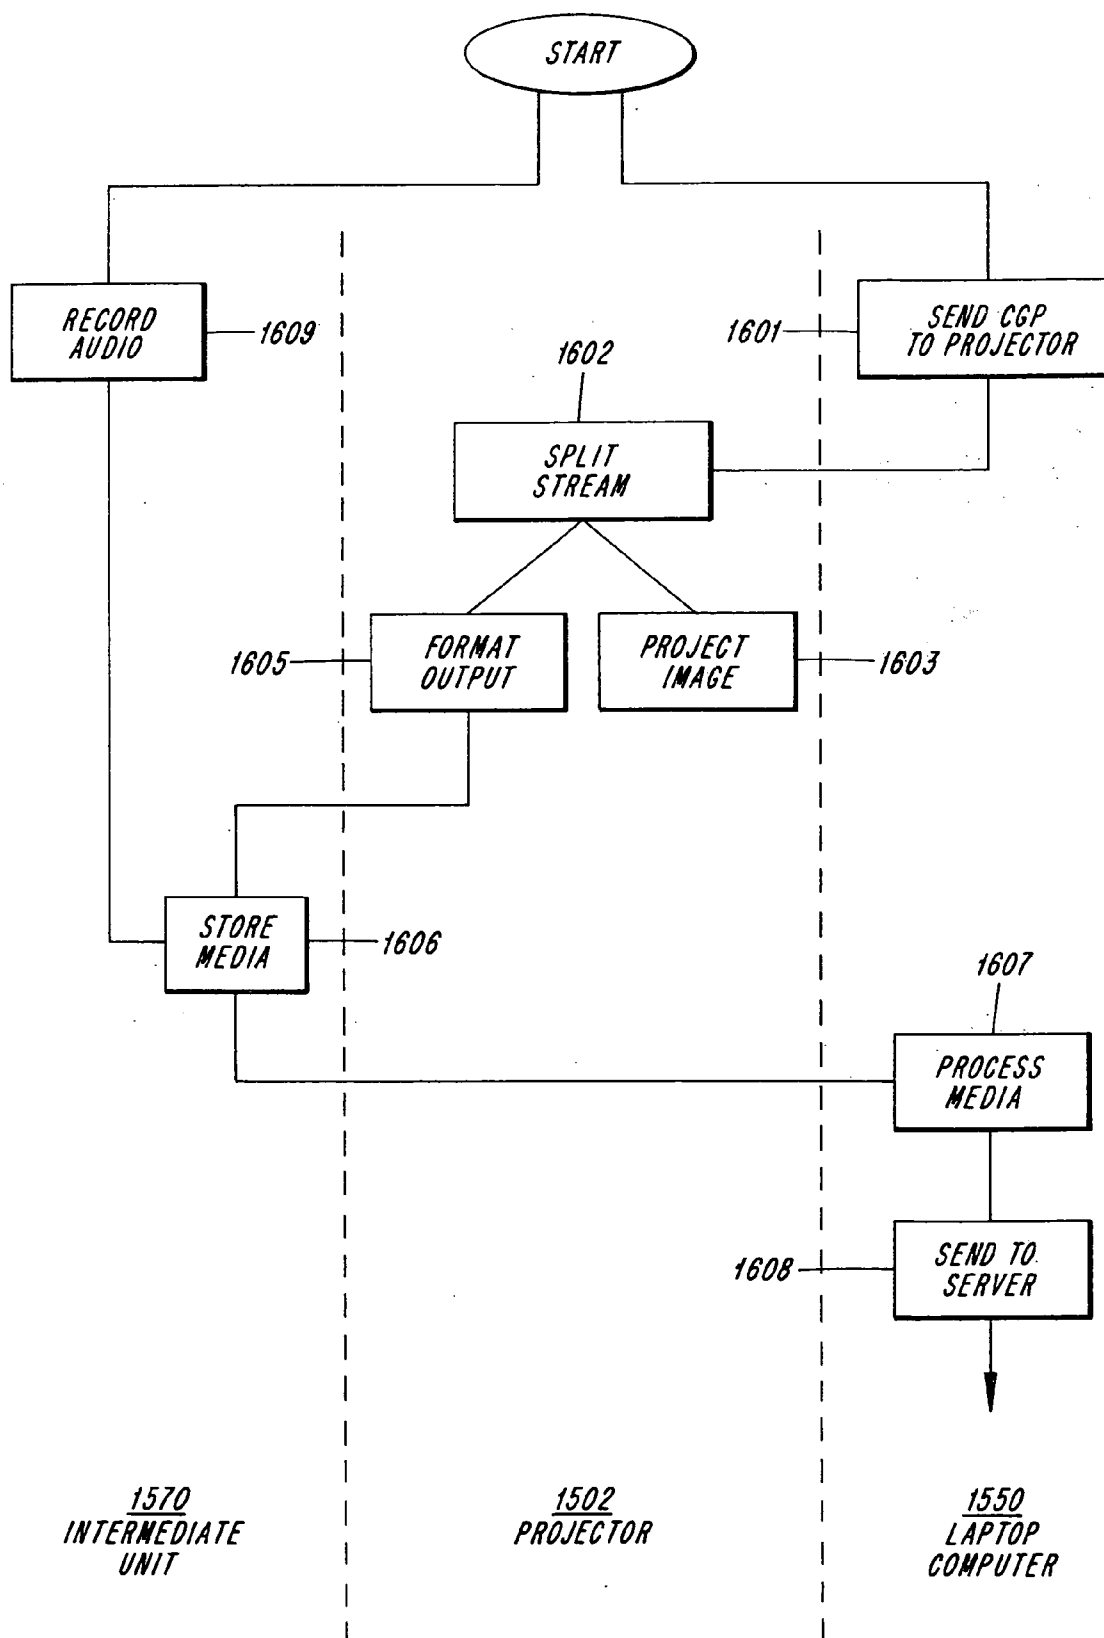 START
RECORD
AUDIO
1609
1601
SEND CGP
TO PROJECTOR
1602
SPLIT
STREAM
1605
FORMAT
OUTPUT
PROJECT
IMAGE
1603
STORE
MEDIA
1606
1607
PROCESS
MEDIA
1608
SEND TO
SERVER
1570
INTERMEDIATE
UNIT
1502
PROJECTOR
1550
LAPTOP
COMPUTER